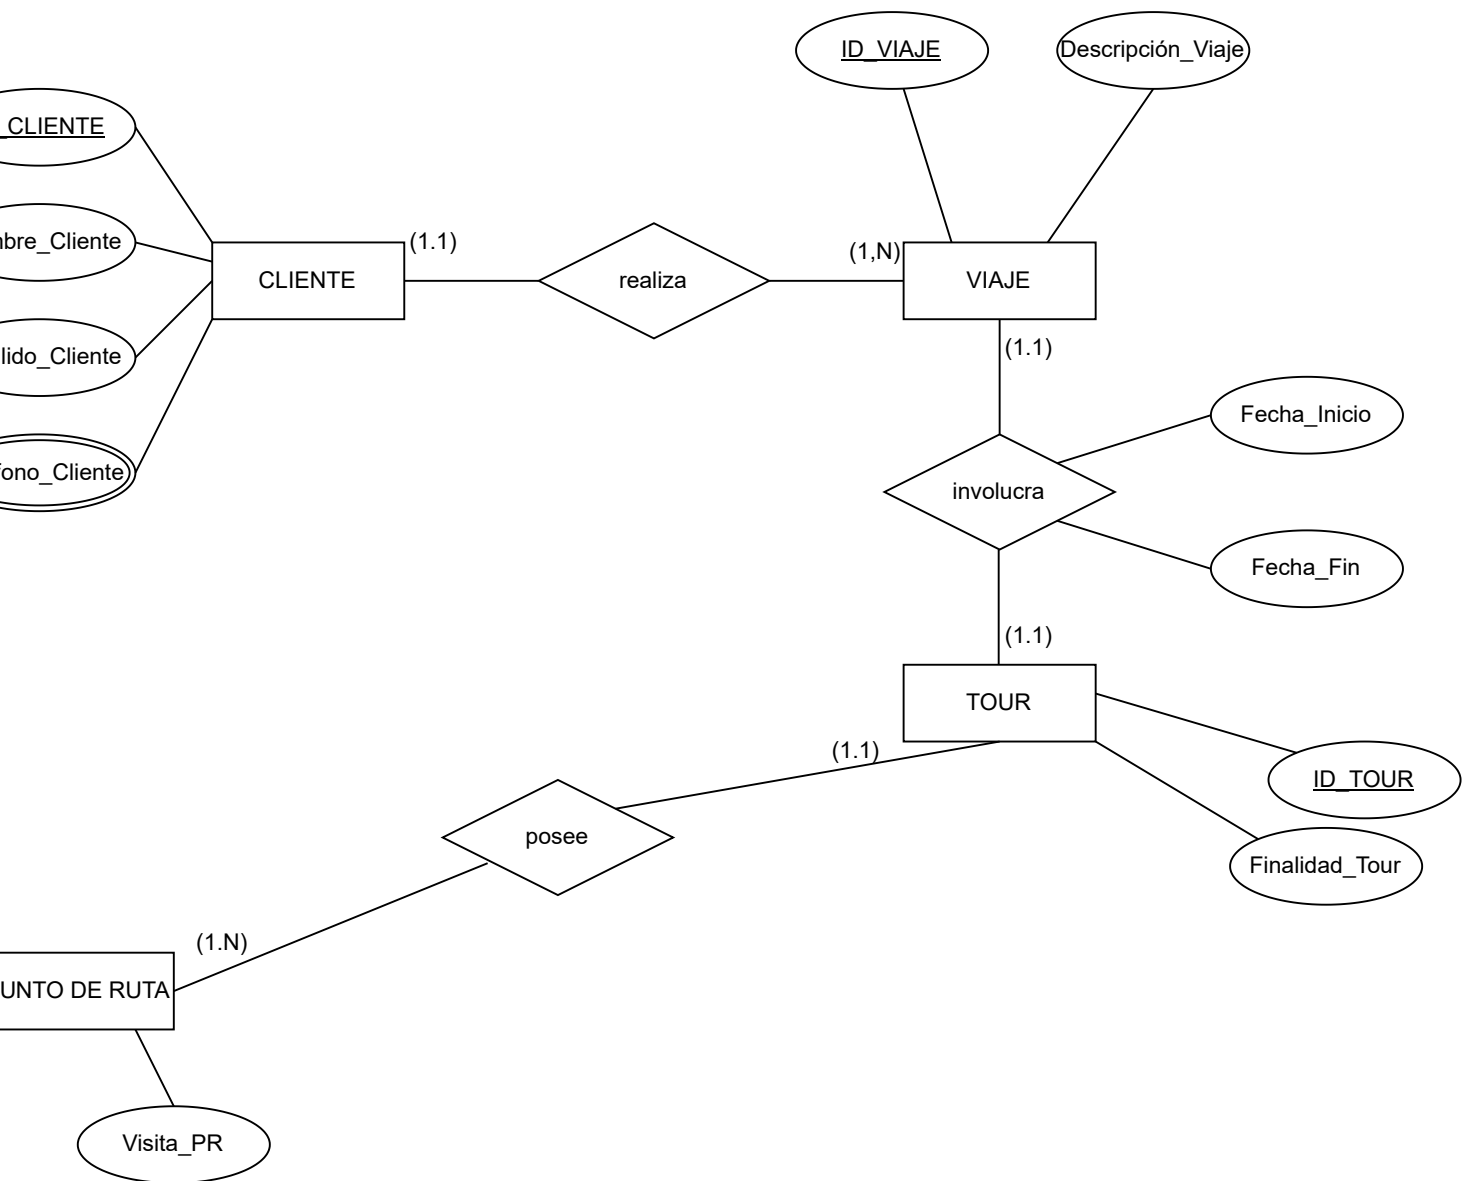 ID_VIAJE
Descripción_Viaje
_CLIENTE
bre_Cliente
(1.1)
(1,N)
CLIENTE
realiza
VIAJE
(1.1)
lido_Cliente
Fecha_Inicio
fono_Cliente
involucra
Fecha_Fin
(1.1)
TOUR
(1.1)
ID_TOUR
posee
Finalidad_Tour
(1.N)
UNTO DE RUTA
Visita_PR